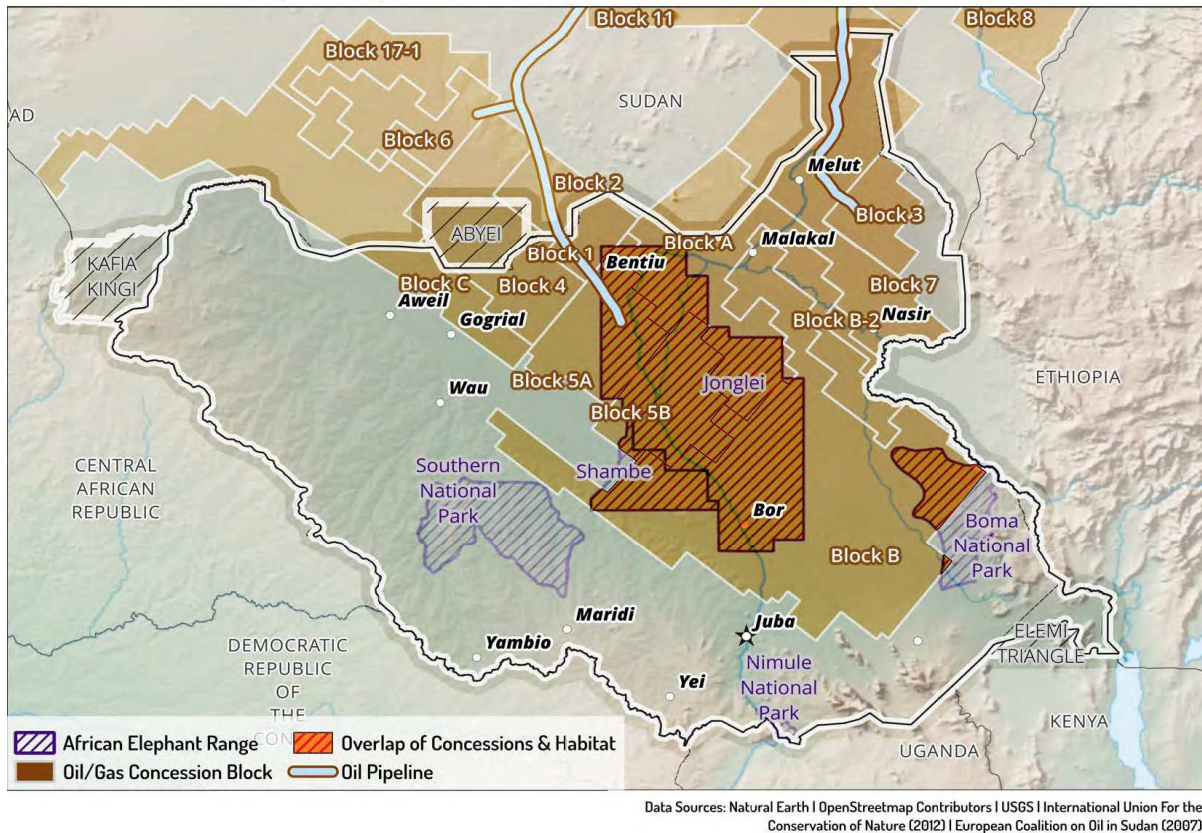 Block 11
Block 8
Block 17-1
SUDAN
AD
Block 6
Melut
Block 2
Block 3
ABYEI
Malakal
Block A
Block 1
Bentiu
KAFIA
KINGI
Block C
Block 4
Block 7
Aweil
Nasir
Gogrial
Block B-2
ETHIOPIA
Block 5A
Jonglei
Wau
Block 5B
CENTRAL
AFRICAN
REPUBLIC
Southern
National
Park
Shambe
Bor
Boma
National
Park
Block B
Maridi
Juba
ELEMI
TRIANGLE
Yambio
DEMOCRATIC
REPUBLIC
OF
THE
CON
Nimule
National
Park
Yei
KENYA
UGANDA
African Elephant Range
Overlap of Concessions & Habitat
Oil/Gas Concession Block
Oil Pipeline
Data Sources: Natural Earth | OpenStreetmap Contributors | USGS | International Union For the
Conservation of Nature (2012) | European Coalition on Oil in Sudan (2007)